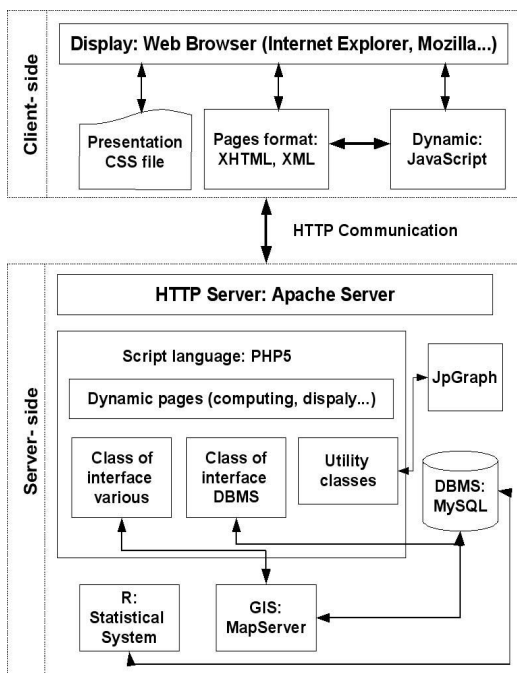 Client- side
Display: Web Browser (Internet Explorer, Mozilla...)
Presentation
CSS file
Pages format:
XHTML, XML
Dynamic:
JavaScript
HTTP Communication
Server- side
HTTP Server: Apache Server
Script language: PHP5
JpGraph
Dynamic pages (computing, dispaly...)
Class of
interface
various
Class of
interface
DBMS
Utility
classes
DBMS:
MySQL
R:
Statistical
System
GIS:
MapServer